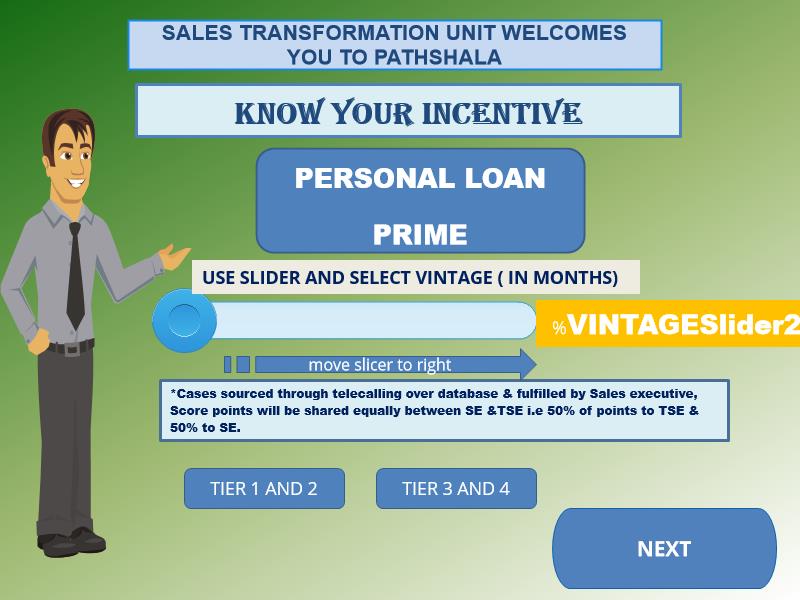 SALES TRANSFORMATION UNIT WELCOMES
YOU TO PATHSHALA
KNOW YOUR INCENTIVE
PERSONAL LOAN
PRIME
USE SLIDER AND SELECT VINTAGE ( IN MONTHS)
%VINTAGESlider2
move slicer to right
*Cases sourced through telecalling over database & fulfilled by Sales executive,
Score points will be shared equally between SE &TSE i.e 50% of points to TSE &
50% to SE.
TIER 1 AND 2
TIER 3 AND 4
NEXT